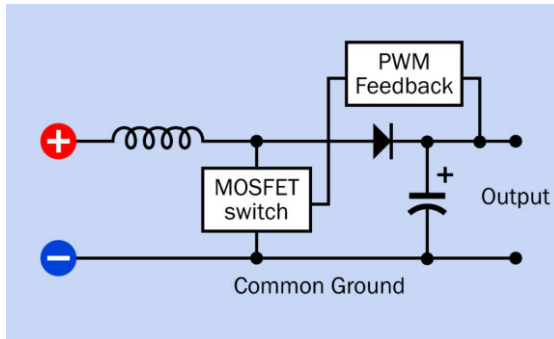 PWM
Feedback
+
MOSFET
switch
+
Output
−
Common Ground